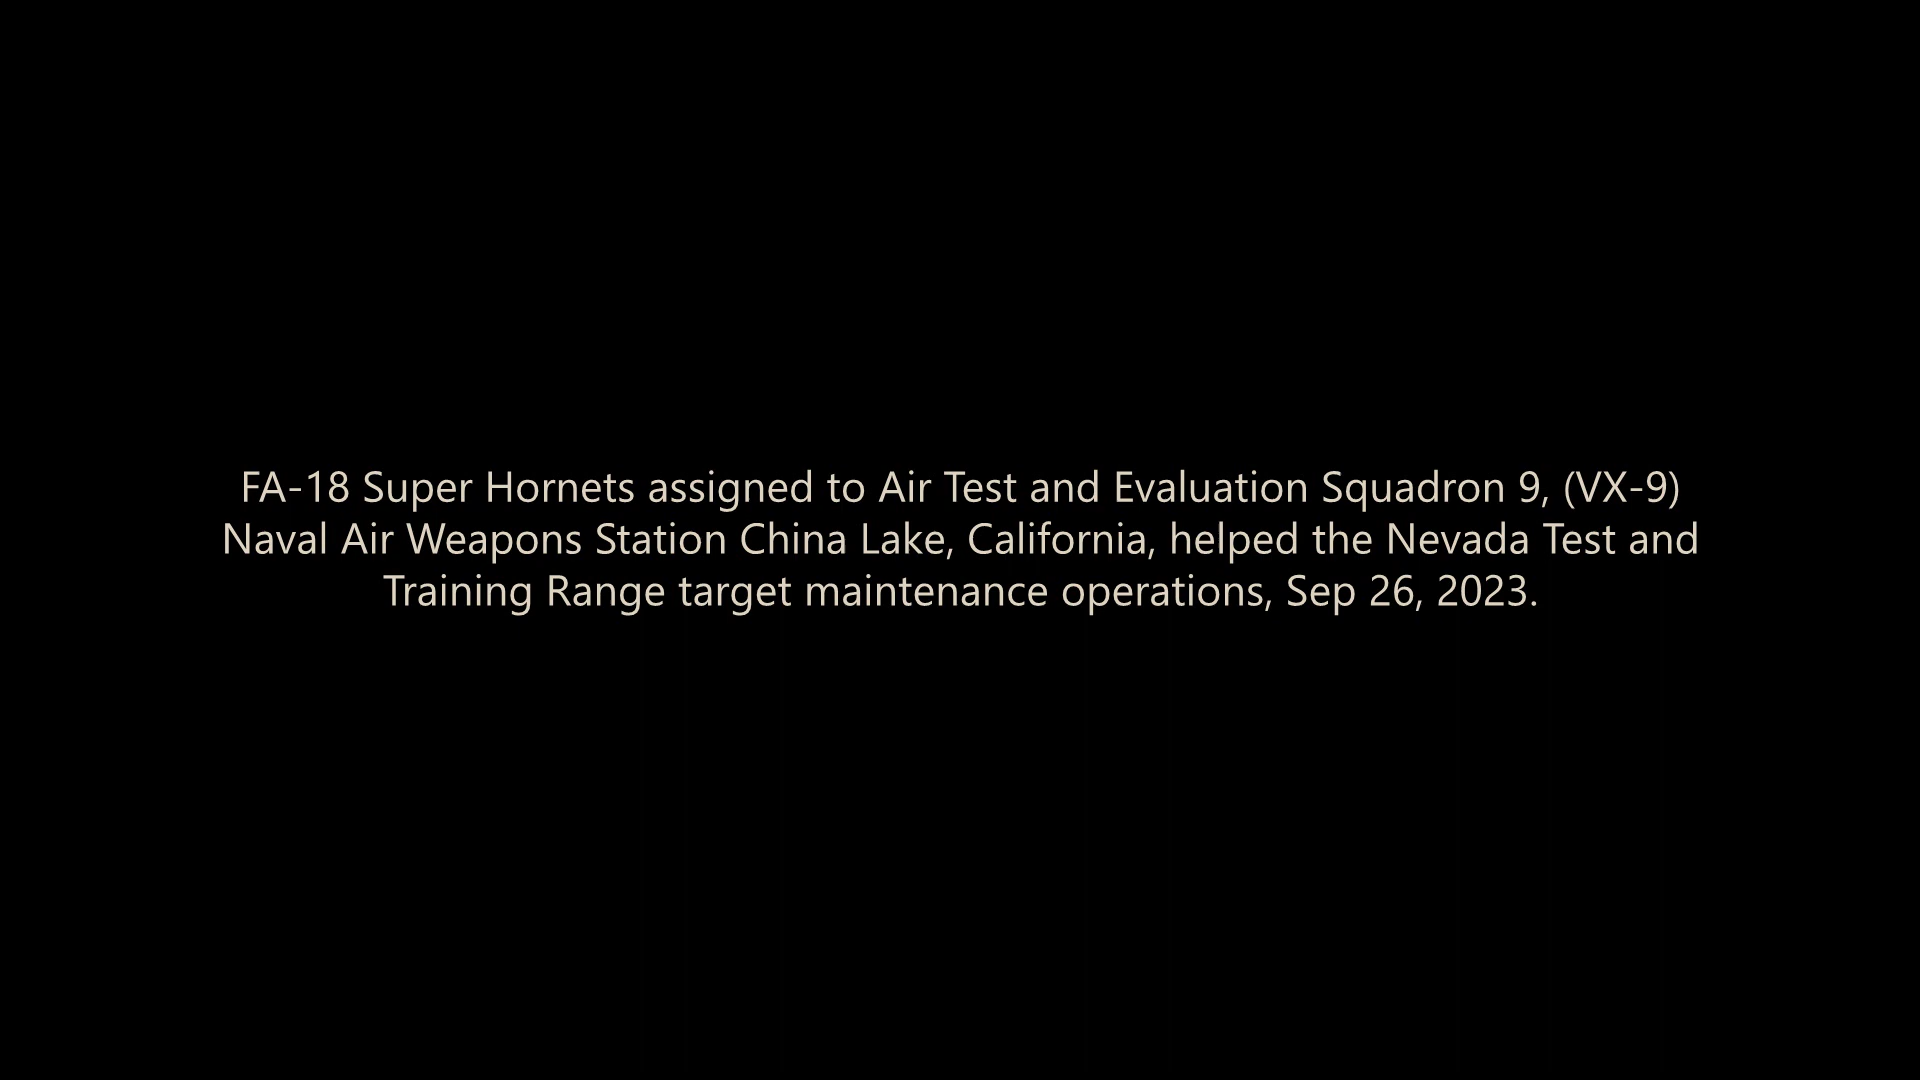 FA-18 Super Hornets assigned to Air Test and Evaluation Squadron 9, (VX-9)
Naval Air Weapons Station China Lake, California, helped the Nevada Test and
Training Range target maintenance operations, Sep 26, 2023.